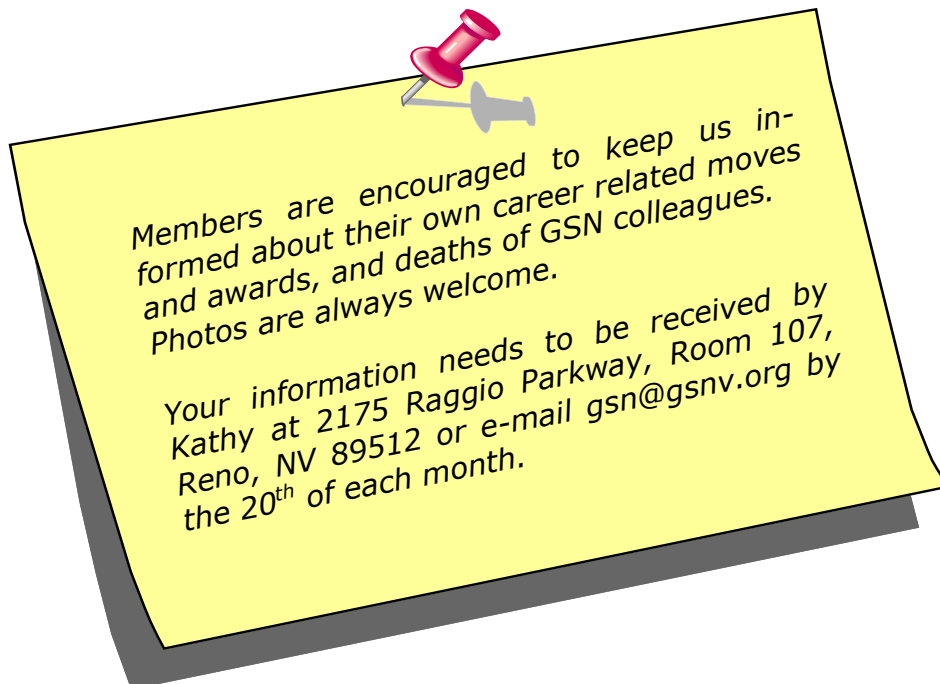 Members are encouraged to keep us in-
formed about their own career related moves
and awards, and deaths of GSN colleagues.
Photos are always welcome.
Your information needs to be received by
Kathy at 2175 Raggio Parkway, Room 107,
Reno, NV 89512 or e-mail gsn@gsnv.org by
the 20th of each month.